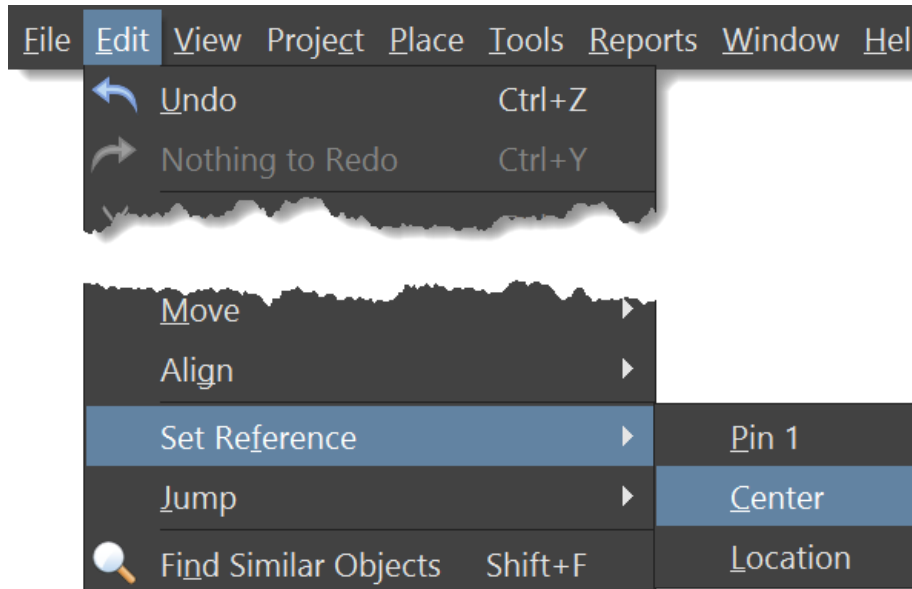 File Edit View Project Place Tools Reports Window Hel
Undo Ctrl+Z
Nothing to Redo Ctrl+Y
Move
Align
Set Reference
Pin 1
Jump
Center
Find Similar Objects Shift+F
Location